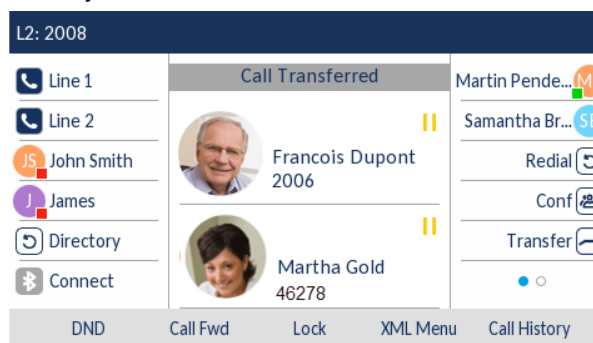 L2: 2008
Line 1
Line 2
JS John Smith
J James
Directory
Connect
Call Transferred
Francois Dupont
2006
Martha Gold
46278
Martin Pende... M
Samantha Br... SB
Redial
Conf
Transfer
DND Call Fwd Lock XML Menu Call History